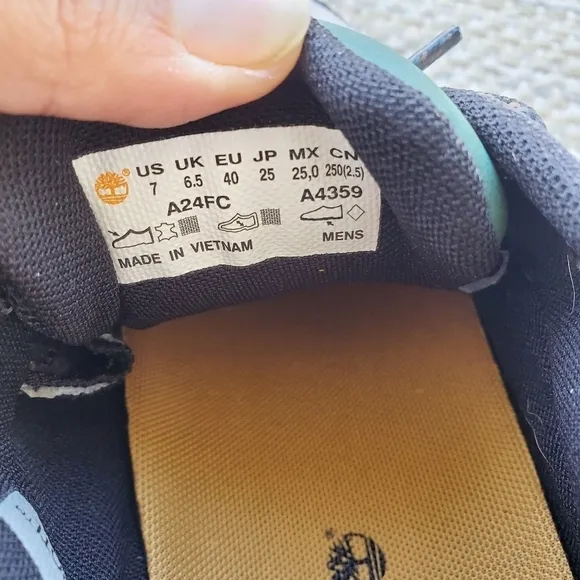 US UK EU JP MX CN
7 6.5 40 25 25,0 250(2.5)
A24FC A4359
MADE IN VIETNAM MENS